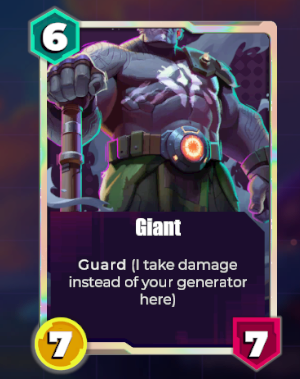 6
Giant
Guard (I take damage
instead of your generator
here)
7
7